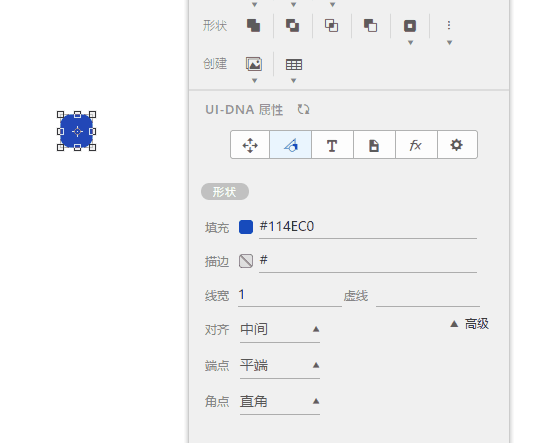 形状
创建
UI-DNA 属性
T
fx
形状
填充 #114EC0
描边 #
线宽 1 虚线
对齐 中间
高级
端点 平端
角点 直角